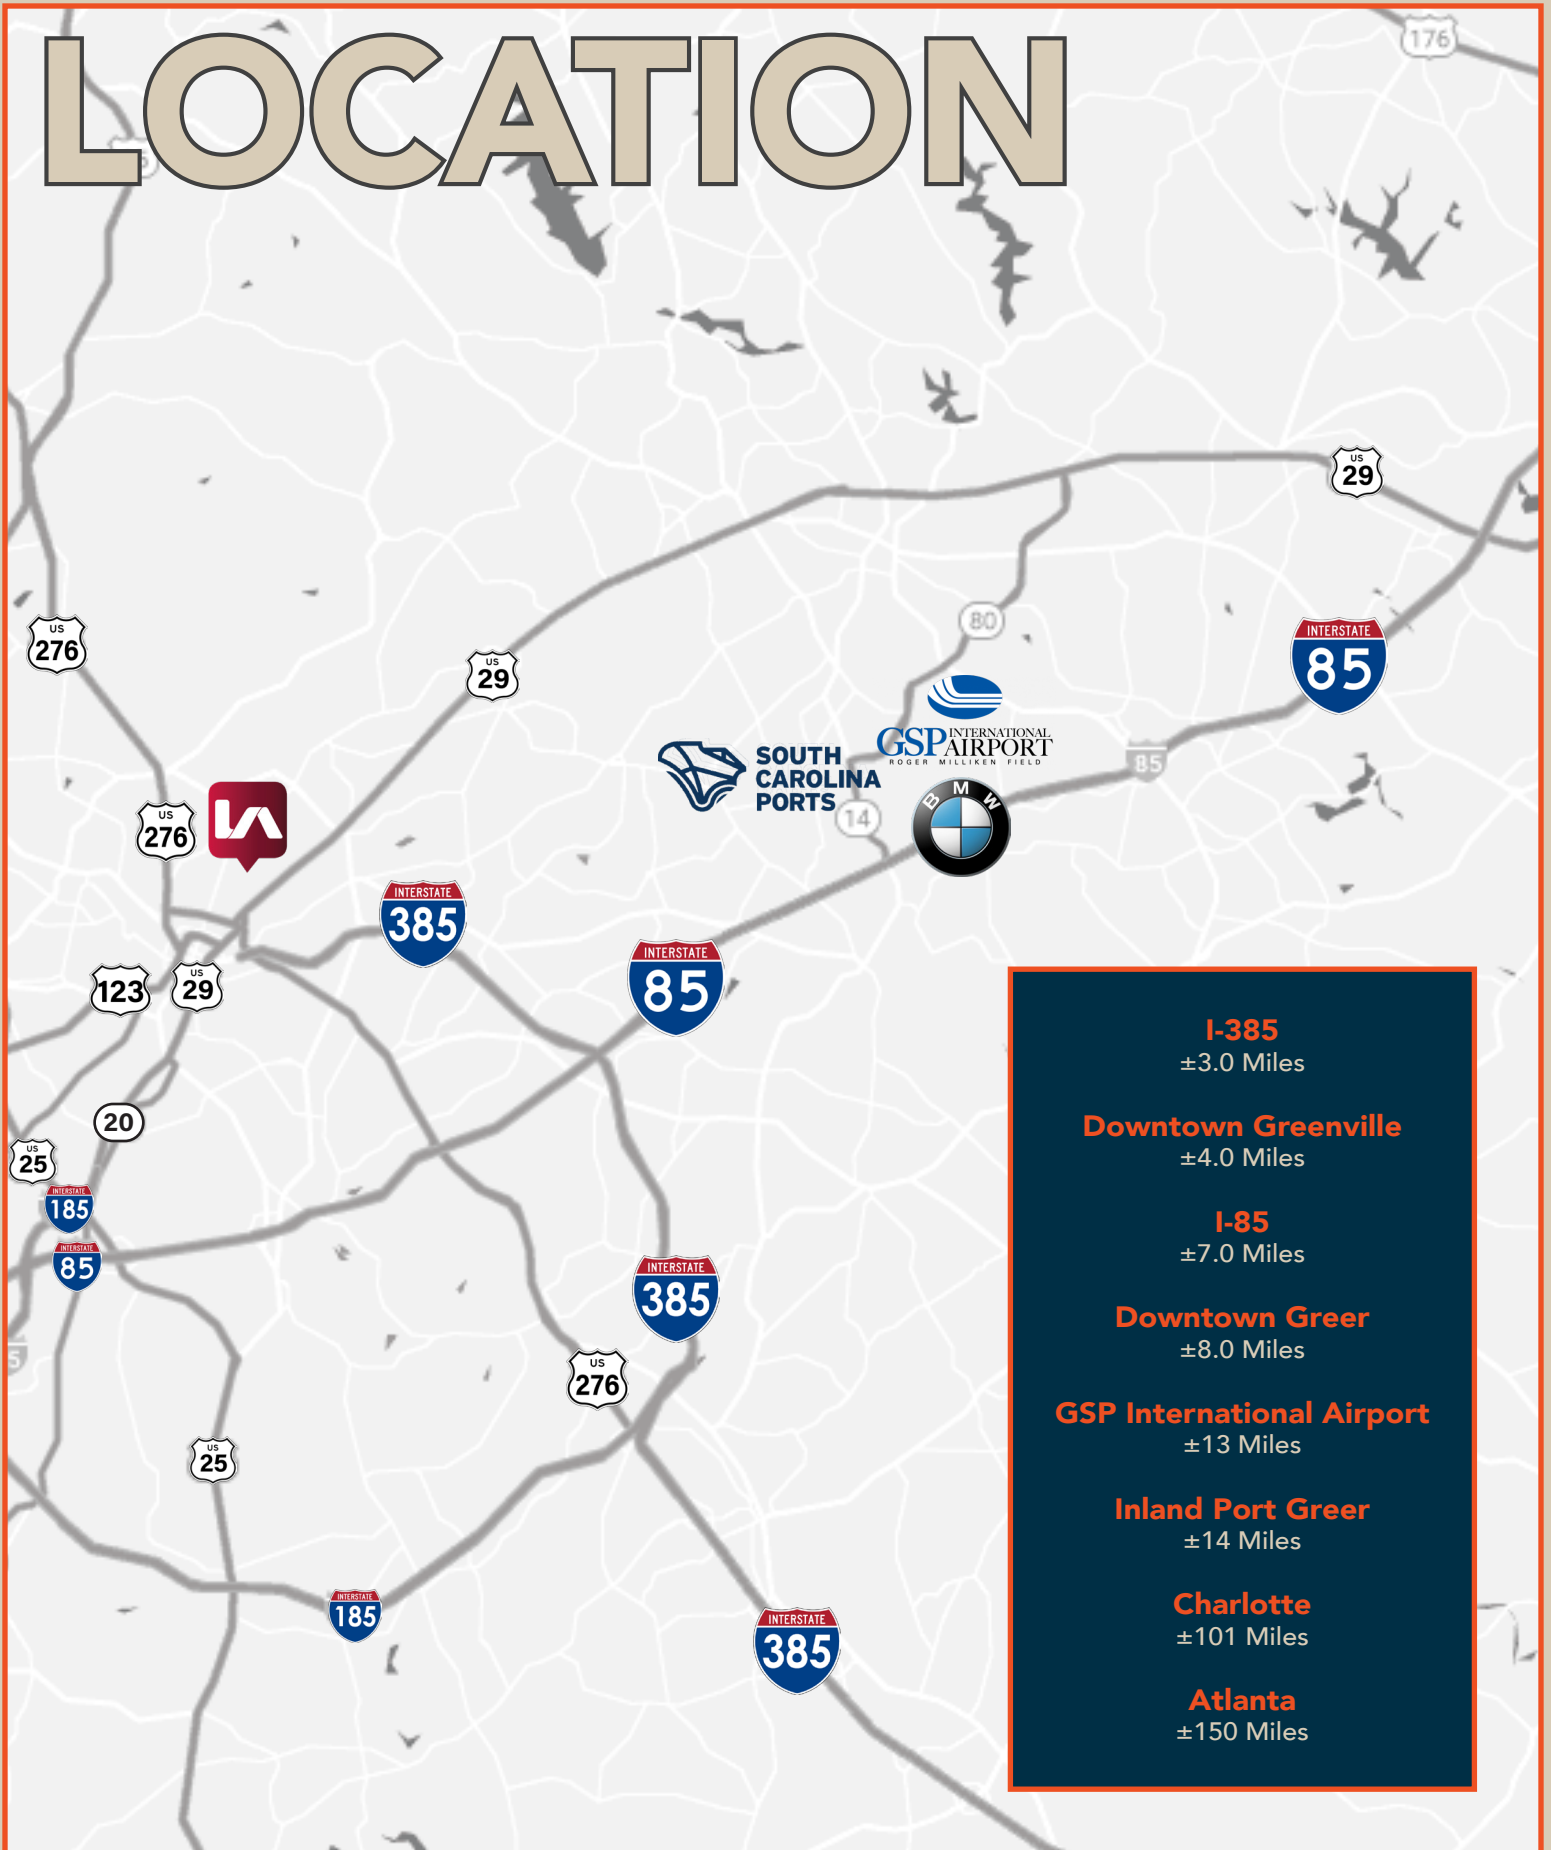 LOCATION
176
US
29
80
US
276
US
29
INTERSTATE
85
GSP INTERNATIONAL
AIRPORT
ROGER MILLIKEN FIELD
SOUTH
CAROLINA
PORTS
85
14
BMW
US
276
LA
INTERSTATE
385
INTERSTATE
85
123
US
29
20
US
25
INTERSTATE
185
INTERSTATE
85
INTERSTATE
385
US
276
US
25
INTERSTATE
185
INTERSTATE
385
I-385
±3.0 Miles
Downtown Greenville
±4.0 Miles
I-85
±7.0 Miles
Downtown Greer
±8.0 Miles
GSP International Airport
±13 Miles
Inland Port Greer
±14 Miles
Charlotte
±101 Miles
Atlanta
±150 Miles